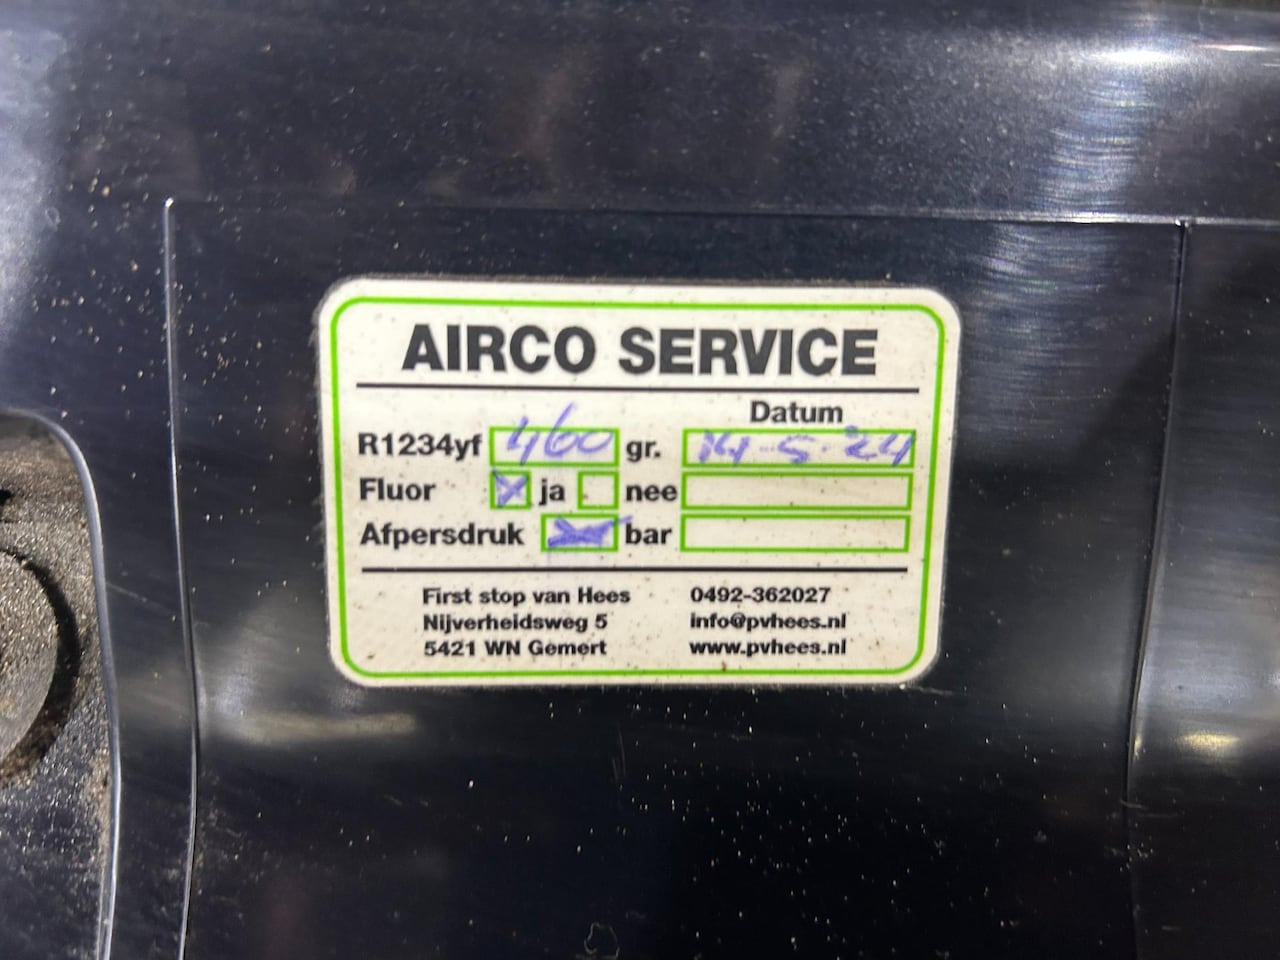 AIRCO SERVICE
Datum
R1234yf 460 gr. 14-5-24
Fluor X ja nee
Afpersdruk bar
First stop van Hees 0492-362027
Nijverheidsweg 5 info@pvhees.nl
5421 WN Gemert www.pvhees.nl